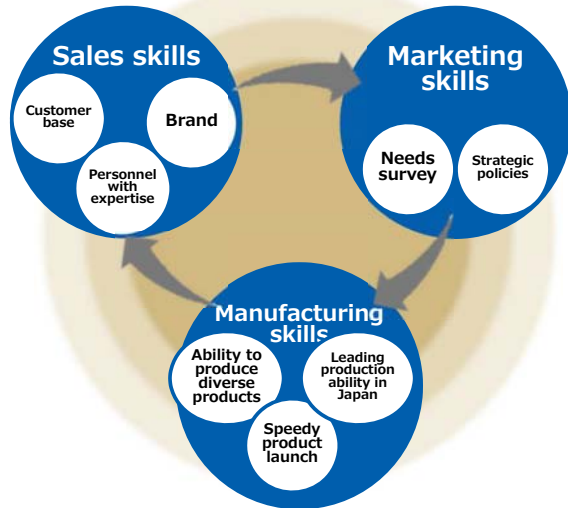 Sales skills
Customer
base
Brand
Personnel
with
expertise
Marketing
skills
Needs
survey
Strategic
policies
Manufacturing
skills
Ability to
produce
diverse
products
Leading
production
ability in
Japan
Speedy
product
launch